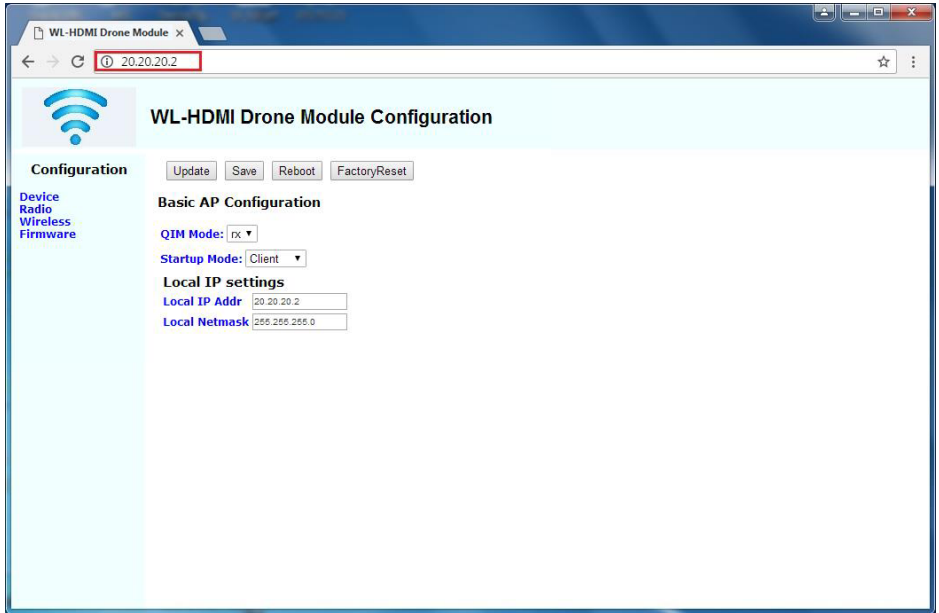 WL-HDMI Drone Module
20.20.20.2
WL-HDMI Drone Module Configuration
Configuration
Device
Radio
Wireless
Firmware
Update Save Reboot FactoryReset
Basic AP Configuration
QIM Mode: rx
Startup Mode: Client
Local IP settings
Local IP Addr 20.20.20.2
Local Netmask 255.255.255.0